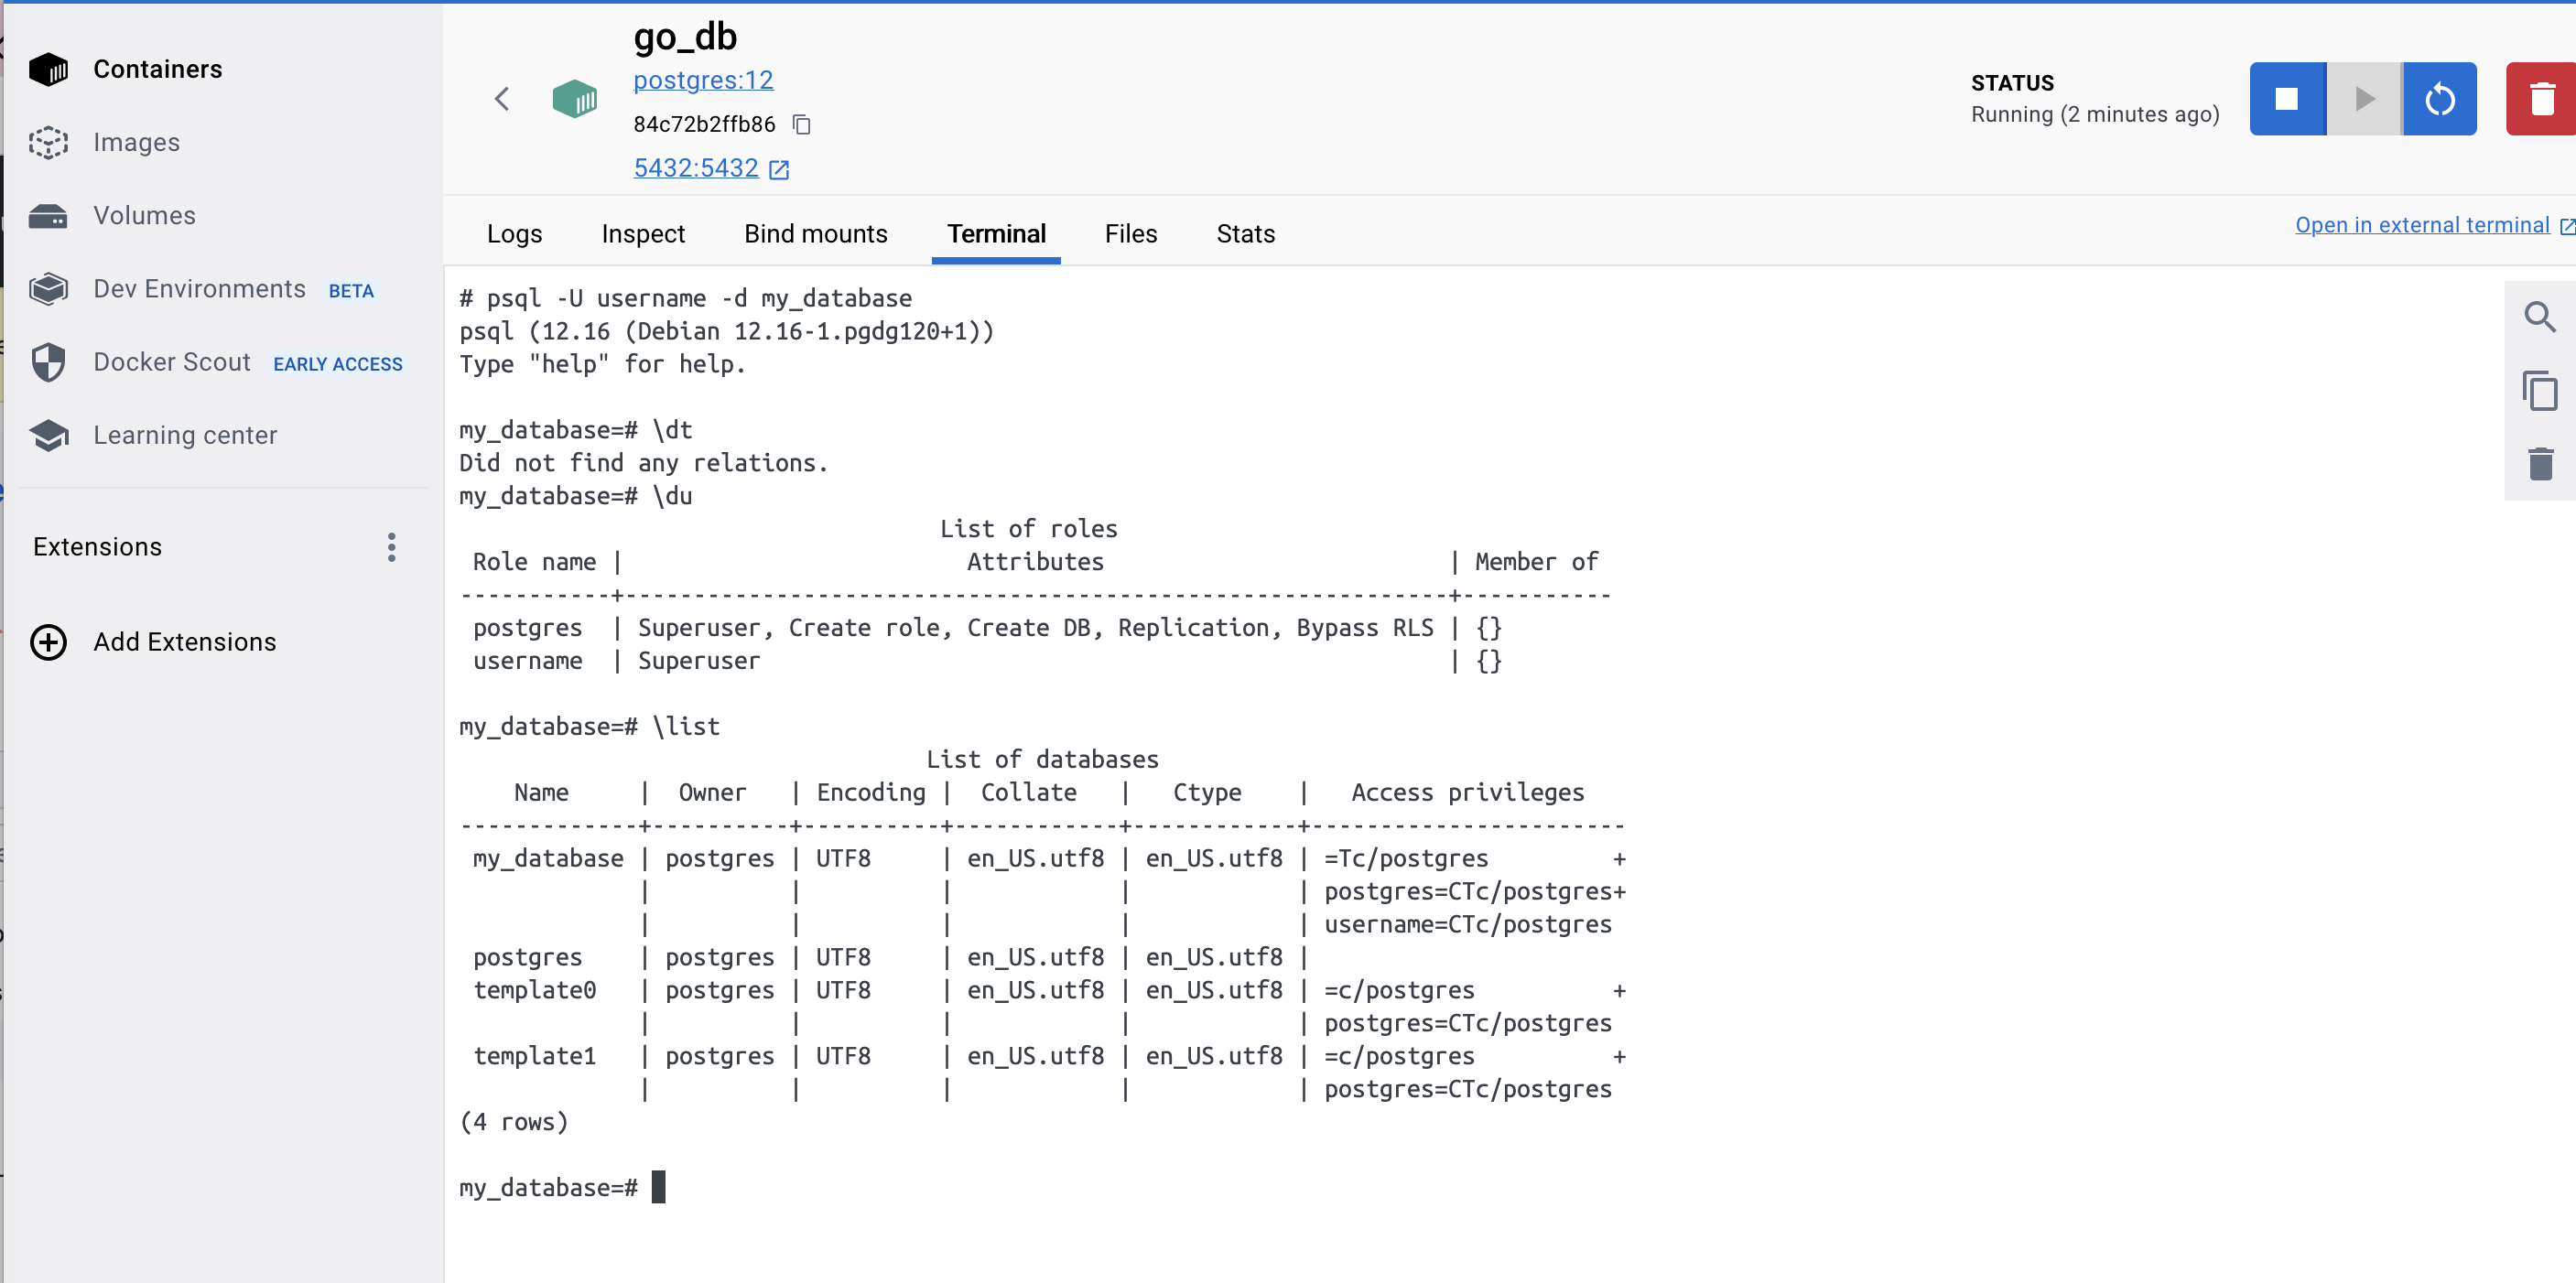 Containers
Images
Volumes
Dev Environments BETA
Docker Scout EARLY ACCESS
Learning center
Extensions
Add Extensions
go_db
postgres:12
84c72b2ffb86
5432:5432
STATUS
Running (2 minutes ago)
Logs Inspect Bind mounts Terminal Files Stats
Open in external terminal
# psql -U username -d my_database
psql (12.16 (Debian 12.16-1.pgdg120+1))
Type "help" for help.
my_database=# \dt
Did not find any relations.
my_database=# \du
                                   List of roles
 Role name |                         Attributes                         | Member of
-----------+------------------------------------------------------------+-----------
 postgres  | Superuser, Create role, Create DB, Replication, Bypass RLS | {}
 username  | Superuser                                                  | {}
my_database=# \list
                                  List of databases
    Name     |  Owner   | Encoding |  Collate   |   Ctype    |   Access privileges
-------------+----------+----------+------------+------------+-----------------------
 my_database | postgres | UTF8     | en_US.utf8 | en_US.utf8 | =Tc/postgres         +
             |          |          |            |            | postgres=CTc/postgres+
             |          |          |            |            | username=CTc/postgres
 postgres    | postgres | UTF8     | en_US.utf8 | en_US.utf8 |
 template0   | postgres | UTF8     | en_US.utf8 | en_US.utf8 | =c/postgres          +
             |          |          |            |            | postgres=CTc/postgres
 template1   | postgres | UTF8     | en_US.utf8 | en_US.utf8 | =c/postgres          +
             |          |          |            |            | postgres=CTc/postgres
(4 rows)
my_database=#